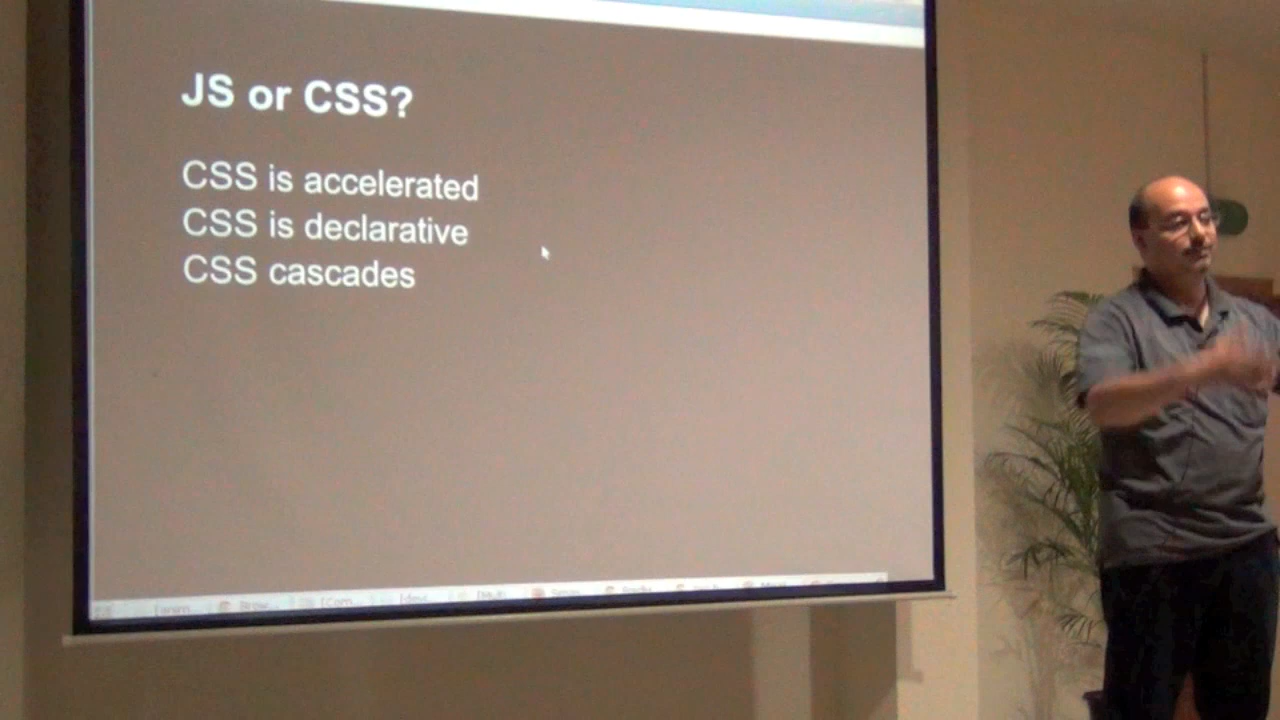 JS or CSS?
CSS is accelerated
CSS is declarative
CSS cascades